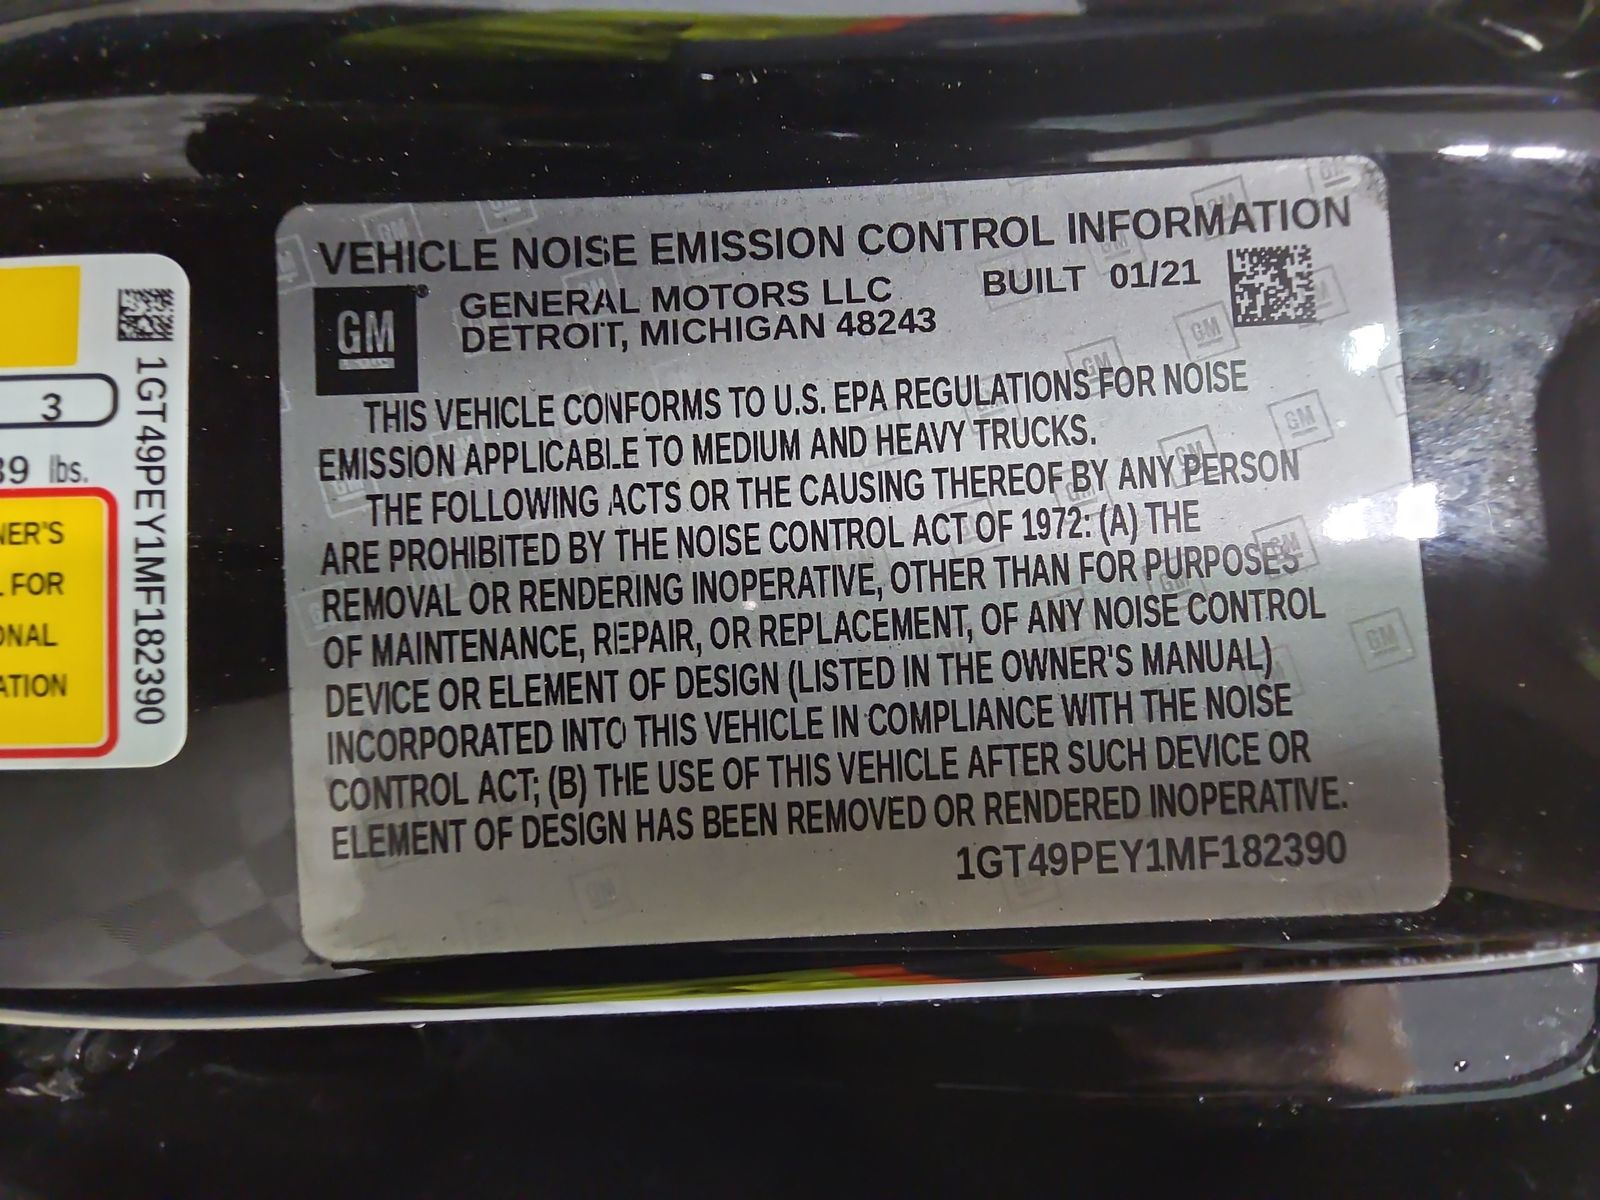 VEHICLE NOISE EMISSION CONTROL INFORMATION
GM
GENERAL MOTORS LLC
DETROIT, MICHIGAN 48243
BUILT 01/21
THIS VEHICLE CONFORMS TO U.S. EPA REGULATIONS FOR NOISE
EMISSION APPLICABLE TO MEDIUM AND HEAVY TRUCKS.
THE FOLLOWING ACTS OR THE CAUSING THEREOF BY ANY PERSON
ARE PROHIBITED BY THE NOISE CONTROL ACT OF 1972: (A) THE
REMOVAL OR RENDERING INOPERATIVE, OTHER THAN FOR PURPOSES
OF MAINTENANCE, REPAIR, OR REPLACEMENT, OF ANY NOISE CONTROL
DEVICE OR ELEMENT OF DESIGN (LISTED IN THE OWNER'S MANUAL)
INCORPORATED INTO THIS VEHICLE IN COMPLIANCE WITH THE NOISE
CONTROL ACT; (B) THE USE OF THIS VEHICLE AFTER SUCH DEVICE OR
ELEMENT OF DESIGN HAS BEEN REMOVED OR RENDERED INOPERATIVE.
1GT49PEY1MF182390
3
39 lbs.
NER'S
L FOR
ONAL
ATION
1GT49PEY1MF182390